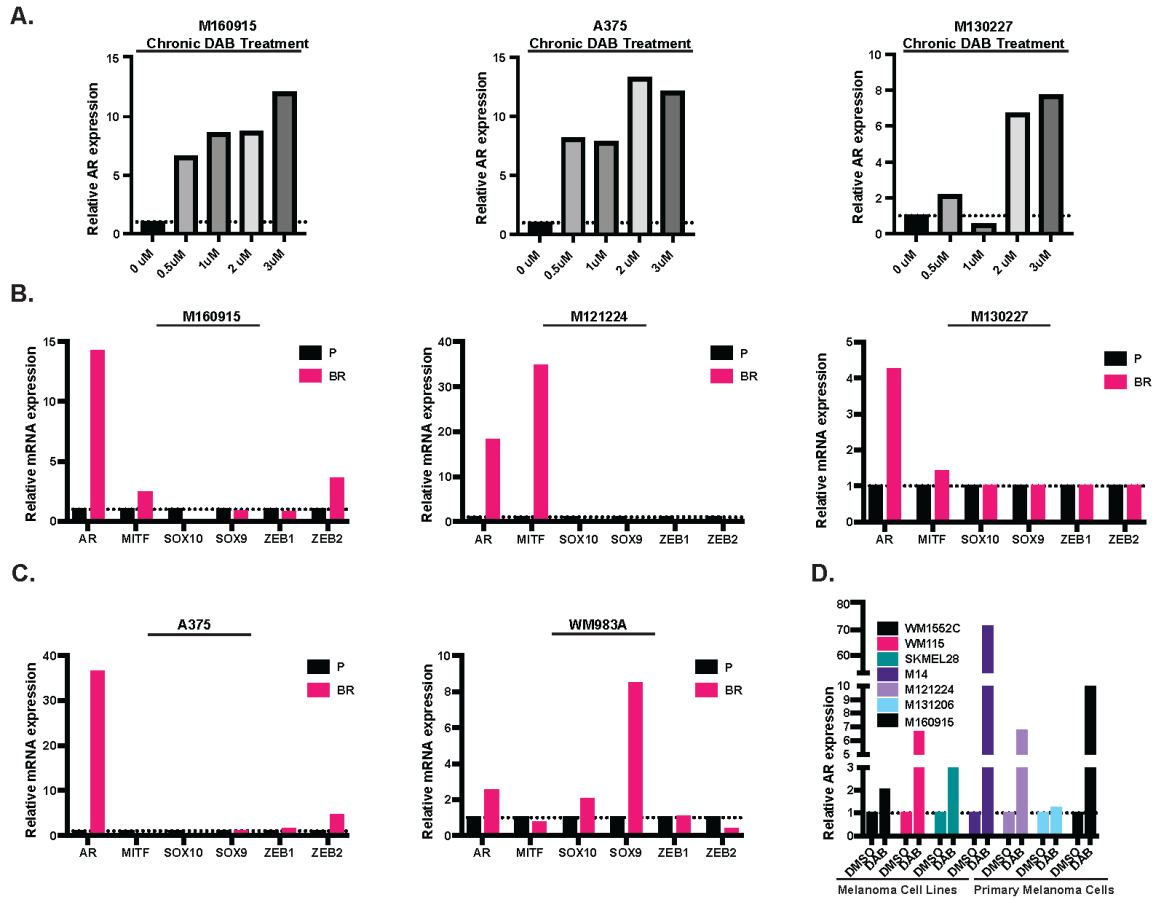 A.
M160915
Chronic DAB Treatment
Relative AR expression
15
10
5
0
0 uM
0.5uM
1uM
2 uM
3uM
A375
Chronic DAB Treatment
Relative AR expression
15
10
5
0
0 uM
0.5uM
1uM
2 uM
3uM
M130227
Chronic DAB Treatment
Relative AR expression
10
8
6
4
2
0
0 uM
0.5uM
1uM
2 uM
3uM
B.
M160915
Relative mRNA expression
15
10
5
0
P
BR
AR MITF SOX10 SOX9 ZEB1 ZEB2
M121224
Relative mRNA expression
40
30
20
10
0
P
BR
AR MITF SOX10 SOX9 ZEB1 ZEB2
M130227
Relative mRNA expression
5
4
3
2
1
0
P
BR
AR MITF SOX10 SOX9 ZEB1 ZEB2
C.
A375
Relative mRNA expression
40
30
20
10
0
P
BR
AR MITF SOX10 SOX9 ZEB1 ZEB2
WM983A
Relative mRNA expression
10
8
6
4
2
0
P
BR
AR MITF SOX10 SOX9 ZEB1 ZEB2
D.
Relative AR expression
80
70
60
10
9
8
7
6
5
3
2
1
0
WM1552C
WM115
SKMEL28
M14
M121224
M131206
M160915
DMSO
DAB
DMSO
DAB
DMSO
DAB
DMSO
DAB
DMSO
DAB
DMSO
DAB
DMSO
DAB
Melanoma Cell Lines
Primary Melanoma Cells